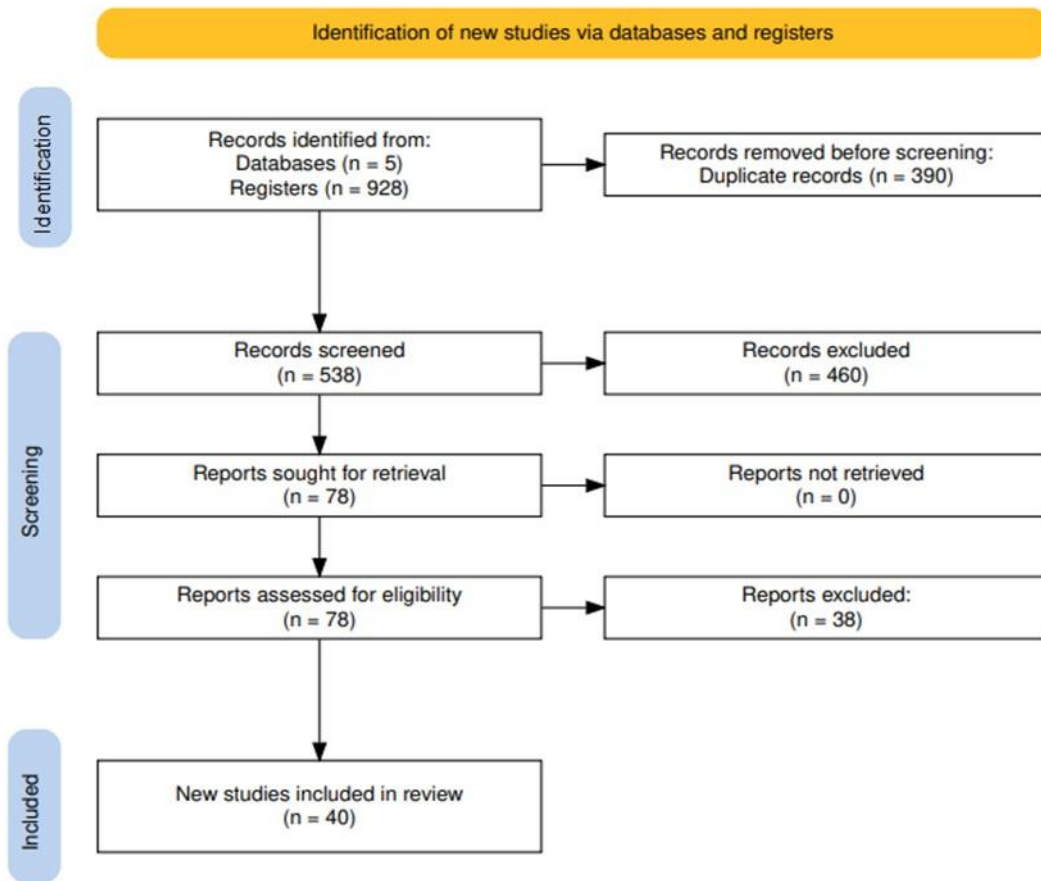 Identification of new studies via databases and registers
Identification
Records identified from:
Databases (n = 5)
Registers (n = 928)
Records removed before screening:
Duplicate records (n = 390)
Screening
Records screened
(n = 538)
Records excluded
(n = 460)
Reports sought for retrieval
(n = 78)
Reports not retrieved
(n = 0)
Reports assessed for eligibility
(n = 78)
Reports excluded:
(n = 38)
Included
New studies included in review
(n = 40)